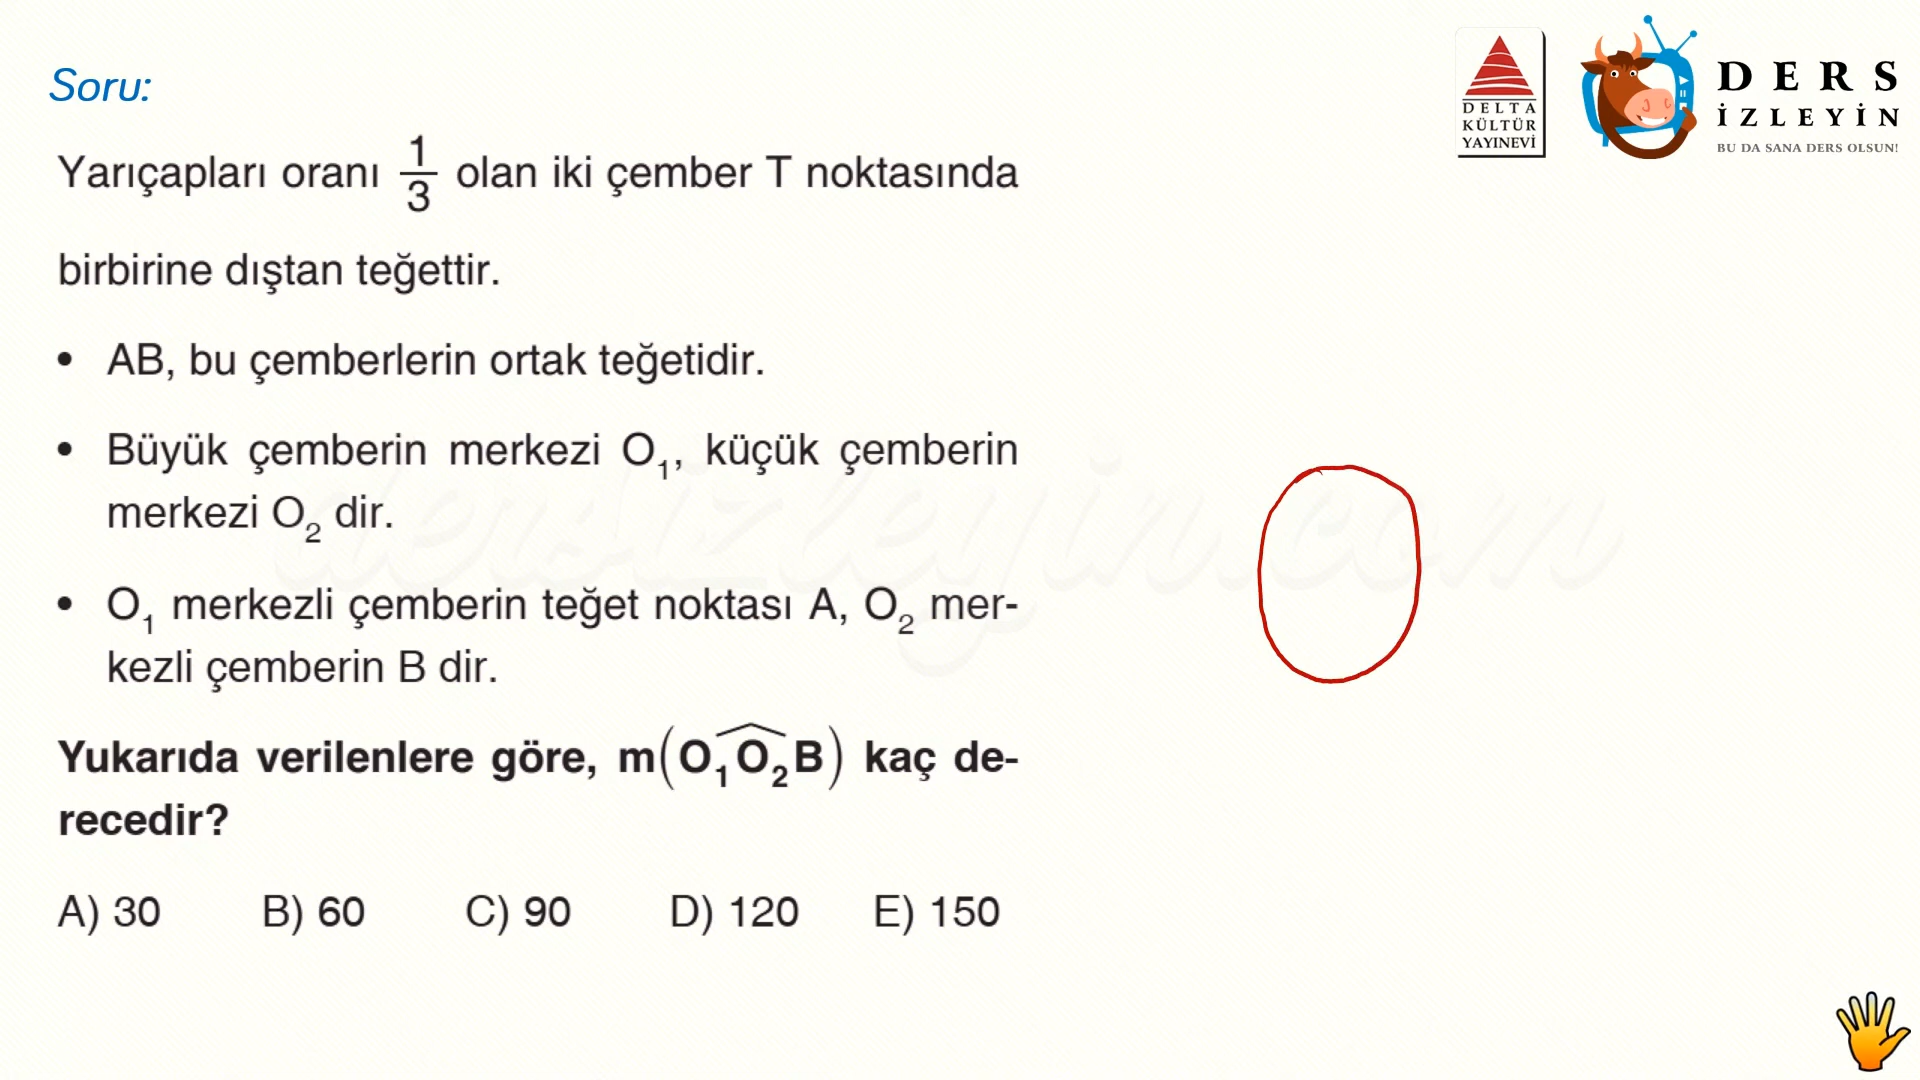 Soru:
DELTA
KÜLTÜR
YAYINEVİ
DERS
İZLEYİN
BU DA SANA DERS OLSUN!
Yarıçapları oranı 1/3 olan iki çember T noktasında
birbirine dıştan teğettir.
• AB, bu çemberlerin ortak teğetidir.
• Büyük çemberin merkezi O₁, küçük çemberin
merkezi O₂ dir.
• O₁ merkezli çemberin teğet noktası A, O₂ mer-
kezli çemberin B dir.
Yukarıda verilenlere göre, m(O₁O₂B) kaç de-
recedir?
A) 30 B) 60 C) 90 D) 120 E) 150
dersizleyin.com